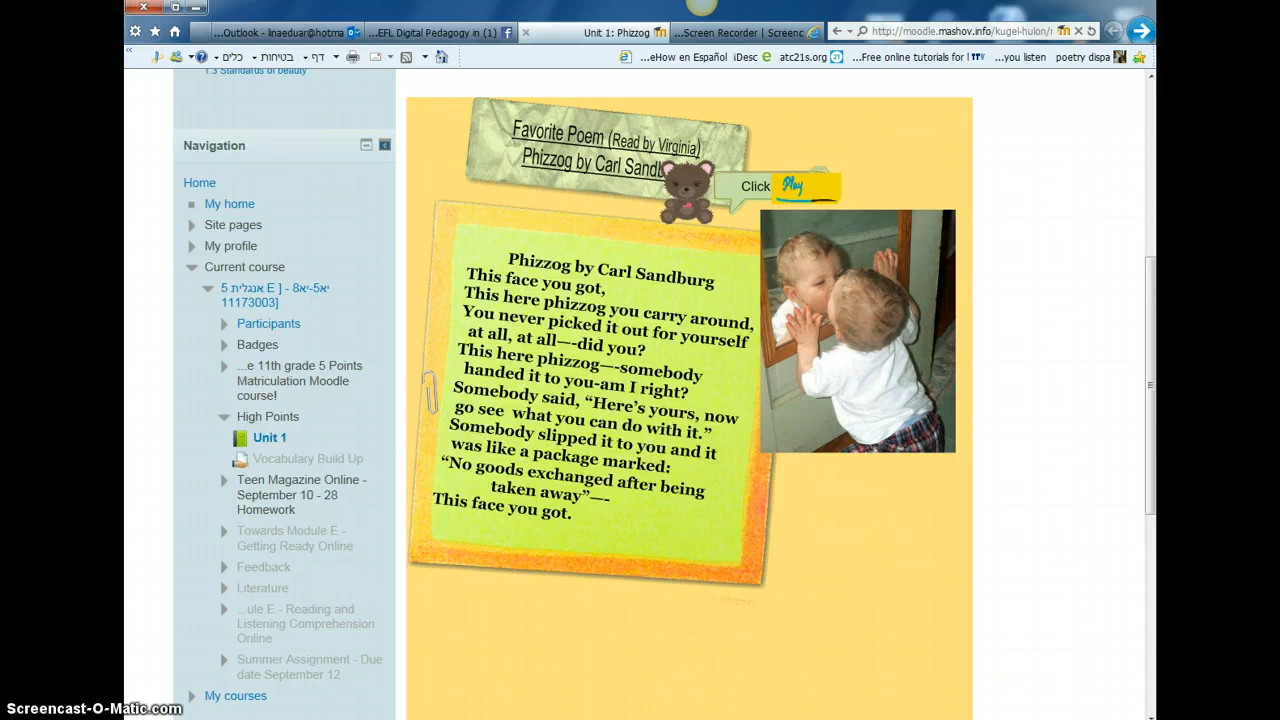 ...Outlook - linaeduar@hotma
...EFL Digital Pedagogy in (1)
Unit 1: Phizzog
...Screen Recorder | Screenc
http://moodle.mashov.info/kugel-hulon/
דף
בטיחות
כלים
...eHow en Español
iDesc
atc21s.org
...Free online tutorials for l
...you listen
poetry dispa
1.3 Standards of beauty
Navigation
Home
My home
Site pages
My profile
Current course
אנגלית 5 E ] - יא5-יא8
11173003]
Participants
Badges
...e 11th grade 5 Points
Matriculation Moodle
course!
High Points
Unit 1
Vocabulary Build Up
Teen Magazine Online -
September 10 - 28
Homework
Towards Module E -
Getting Ready Online
Feedback
Literature
...ule E - Reading and
Listening Comprehension
Online
Summer Assignment - Due
date September 12
My courses
Favorite Poem (Read by Virginia)
Phizzog by Carl Sandb
Click
Play
Phizzog by Carl Sandburg
This face you got,
This here phizzog you carry around,
You never picked it out for yourself
at all, at all—-did you?
This here phizzog—-somebody
handed it to you-am I right?
Somebody said, “Here’s yours, now
go see what you can do with it.”
Somebody slipped it to you and it
was like a package marked:
“No goods exchanged after being
taken away”—-
This face you got.
Screencast-O-Matic.com